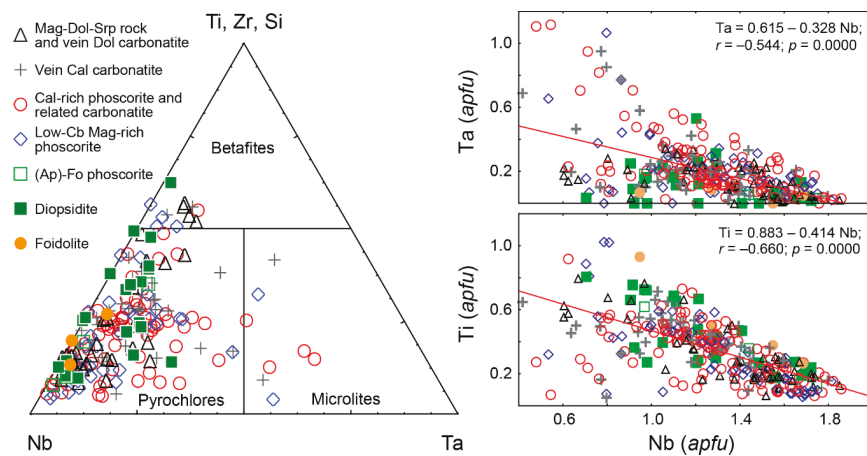 Mag-Dol-Srp rock
and vein Dol carbonatite
Vein Cal carbonatite
Cal-rich phoscorite and
related carbonatite
Low-Cb Mag-rich
phoscorite
(Ap)-Fo phoscorite
Diopsidite
Foidolite
Ti, Zr, Si
Betafites
Pyrochlores
Microlites
Nb
Ta
Ta = 0.615 – 0.328 Nb;
r = –0.544; p = 0.0000
Ta (apfu)
1.0
0.6
0.2
Ti = 0.883 – 0.414 Nb;
r = –0.660; p = 0.0000
Ti (apfu)
1.0
0.6
0.2
0.6 1.0 1.4 1.8
Nb (apfu)